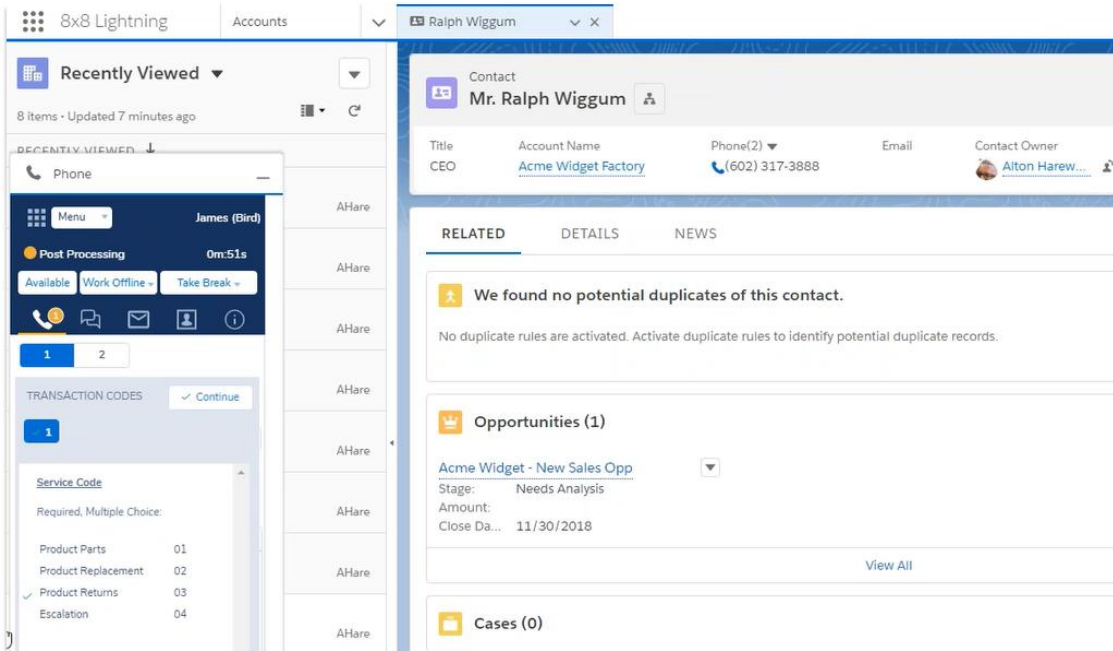 8x8 Lightning
Accounts
Ralph Wiggum
Recently Viewed
8 items • Updated 7 minutes ago
RECENTLY VIEWED
Phone
Menu
James (Bird)
Post Processing
0m:51s
Available
Work Offline
Take Break
1
1
2
TRANSACTION CODES
Continue
1
Service Code
Required, Multiple Choice:
Product Parts 01
Product Replacement 02
Product Returns 03
Escalation 04
AHare
AHare
AHare
AHare
AHare
AHare
AHare
AHare
Contact
Mr. Ralph Wiggum
Title
CEO
Account Name
Acme Widget Factory
Phone(2)
(602) 317-3888
Email
Contact Owner
Alton Harew...
RELATED
DETAILS
NEWS
We found no potential duplicates of this contact.
No duplicate rules are activated. Activate duplicate rules to identify potential duplicate records.
Opportunities (1)
Acme Widget - New Sales Opp
Stage: Needs Analysis
Amount:
Close Da... 11/30/2018
View All
Cases (0)